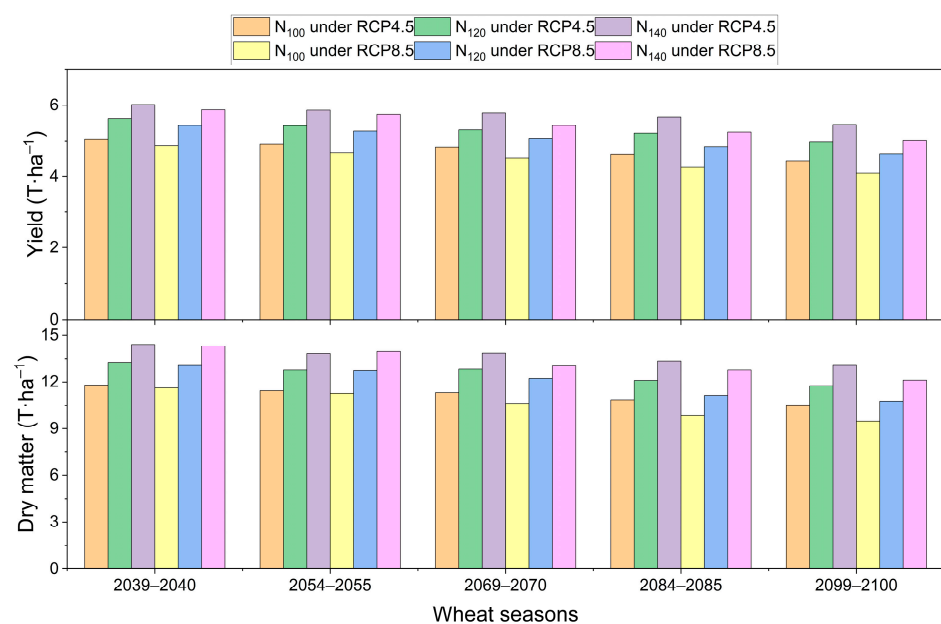 N₁₀₀ under RCP4.5 N₁₂₀ under RCP4.5 N₁₄₀ under RCP4.5
N₁₀₀ under RCP8.5 N₁₂₀ under RCP8.5 N₁₄₀ under RCP8.5
Yield (T·ha⁻¹)
6
4
2
0
Dry matter (T·ha⁻¹)
15
12
9
6
3
0
2039–2040 2054–2055 2069–2070 2084–2085 2099–2100
Wheat seasons